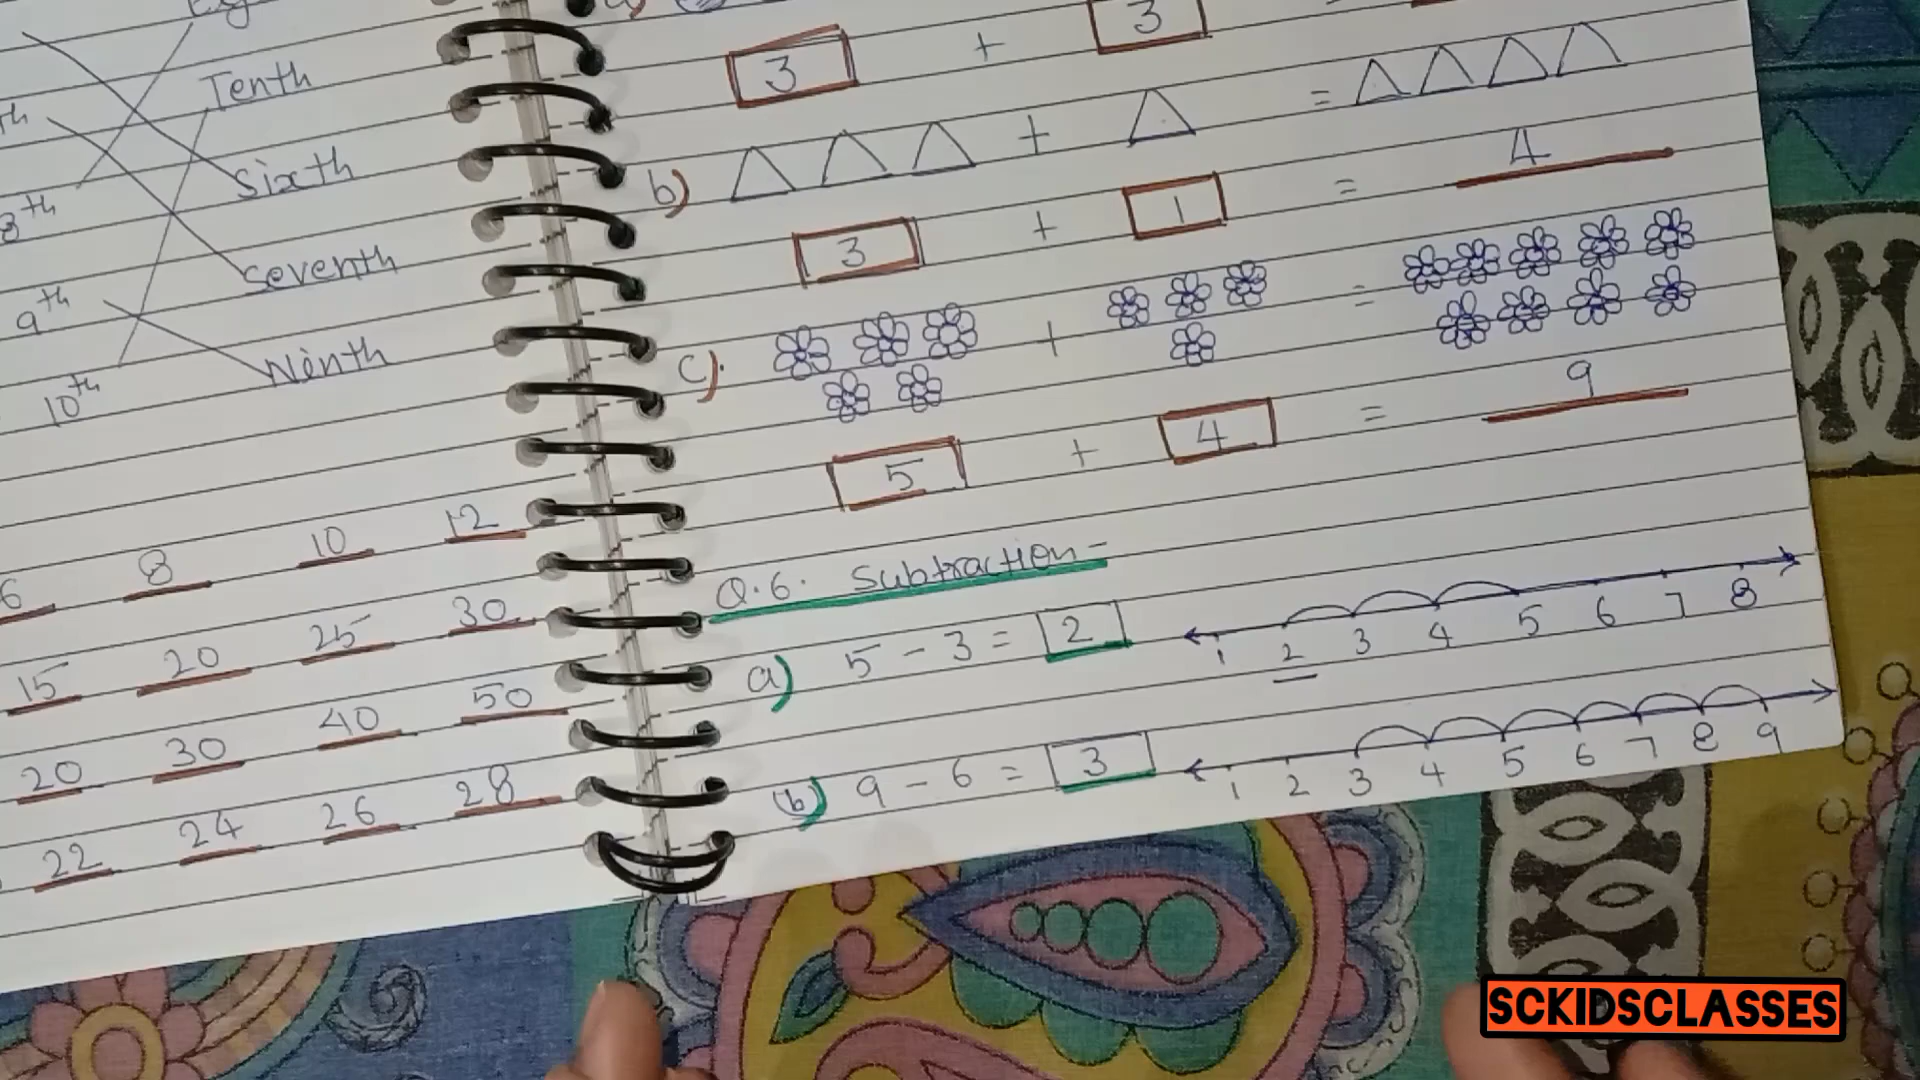 Tenth
Sixth
8th
Seventh
9th
Ninth
10th
6 8 10 12
15 20 25 30
20 30 40 50
22 24 26 28
3 + 3
b) + =
3 + 1 = 4
c). + =
5 + 4 = 9
Q.6. Subtraction-
a) 5 - 3 = 2
1 2 3 4 5 6 7 8
(b) 9 - 6 = 3
1 2 3 4 5 6 7 8 9
SCKIDSCLASSES